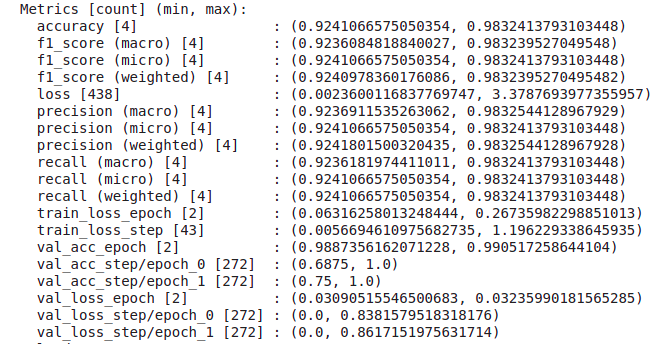 Metrics [count] (min, max):
accuracy [4] : (0.9241066575050354, 0.9832413793103448)
f1_score (macro) [4] : (0.9236084818840027, 0.983239527049548)
f1_score (micro) [4] : (0.9241066575050354, 0.9832413793103448)
f1_score (weighted) [4] : (0.9240978360176086, 0.9832395270495482)
loss [438] : (0.0023600116837769747, 3.3787693977355957)
precision (macro) [4] : (0.9236911535263062, 0.9832544128967929)
precision (micro) [4] : (0.9241066575050354, 0.9832413793103448)
precision (weighted) [4] : (0.9241801500320435, 0.9832544128967928)
recall (macro) [4] : (0.9236181974411011, 0.9832413793103448)
recall (micro) [4] : (0.9241066575050354, 0.9832413793103448)
recall (weighted) [4] : (0.9241066575050354, 0.9832413793103448)
train_loss_epoch [2] : (0.06316258013248444, 0.26735982298851013)
train_loss_step [43] : (0.0056694610975682735, 1.196229338645935)
val_acc_epoch [2] : (0.9887356162071228, 0.990517258644104)
val_acc_step/epoch_0 [272] : (0.6875, 1.0)
val_acc_step/epoch_1 [272] : (0.75, 1.0)
val_loss_epoch [2] : (0.03090515546500683, 0.03235990181565285)
val_loss_step/epoch_0 [272] : (0.0, 0.8381579518318176)
val_loss_step/epoch_1 [272] : (0.0, 0.8617151975631714)